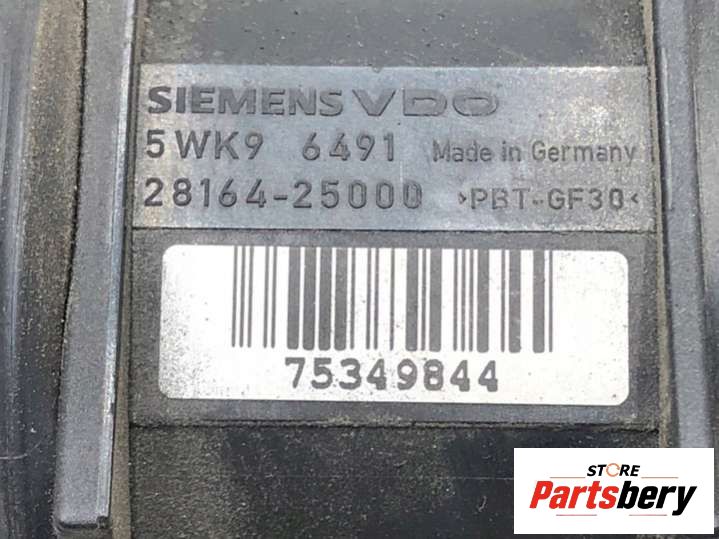 SIEMENS VDO
5WK9 6491 Made in Germany
28164-25000 >PBT-GF30<
75349844
STORE
Partsbery